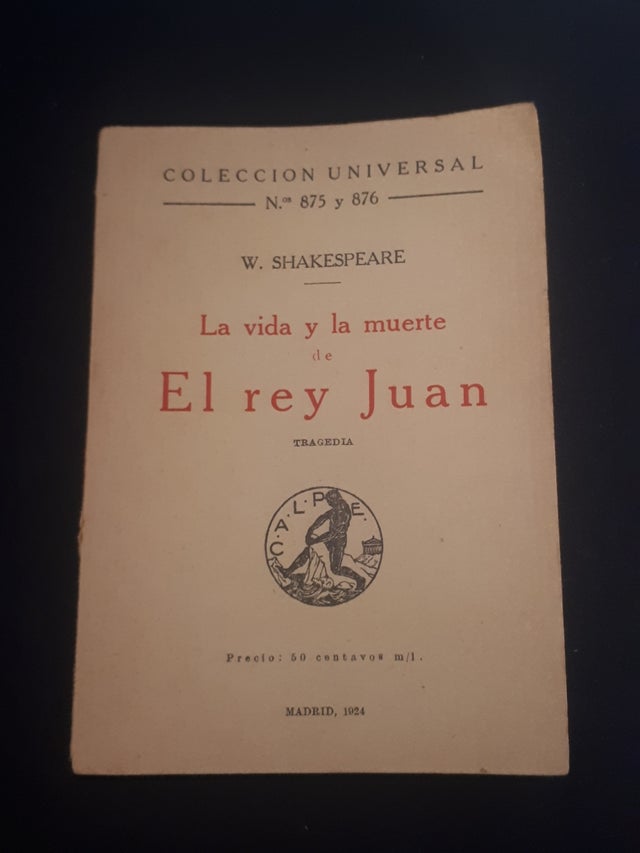 COLECCION UNIVERSAL
N.os 875 y 876
W. SHAKESPEARE
La vida y la muerte
de
El rey Juan
TRAGEDIA
C.A.L.P.E.
Precio: 50 centavos m/l.
MADRID, 1924